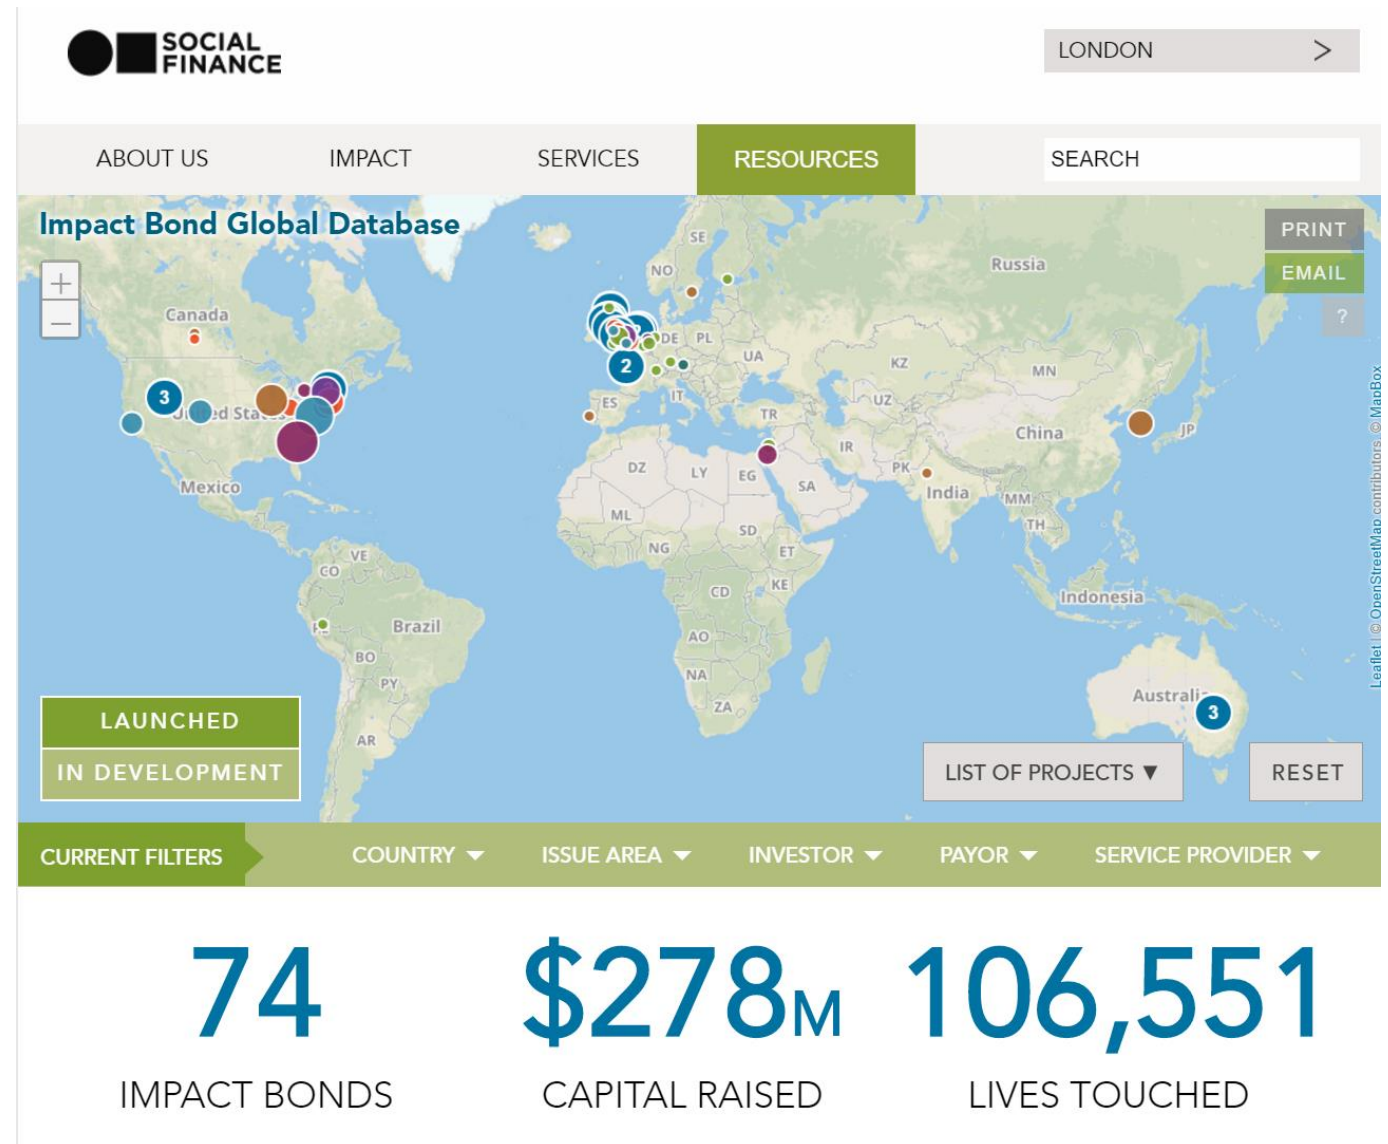 SOCIAL
FINANCE
LONDON >
ABOUT US IMPACT SERVICES RESOURCES SEARCH
Impact Bond Global Database
PRINT
EMAIL
?
+
−
SE
NO
Russia
Canada
DE PL
UA
KZ
MN
2
3
United Sta
ES
IT
TR
UZ
China
JP
IR
PK
DZ
LY
EG
SA
India
MM
Mexico
ML
SD
TH
NG
ET
VE
CO
CD
KE
Indonesia
Brazil
AO
BO
NA
PY
ZA
Australi
3
AR
Leaflet | © OpenStreetMap contributors, © MapBox
LAUNCHED
IN DEVELOPMENT
LIST OF PROJECTS ▼
RESET
CURRENT FILTERS COUNTRY ISSUE AREA INVESTOR PAYOR SERVICE PROVIDER
74 $278M 106,551
IMPACT BONDS CAPITAL RAISED LIVES TOUCHED